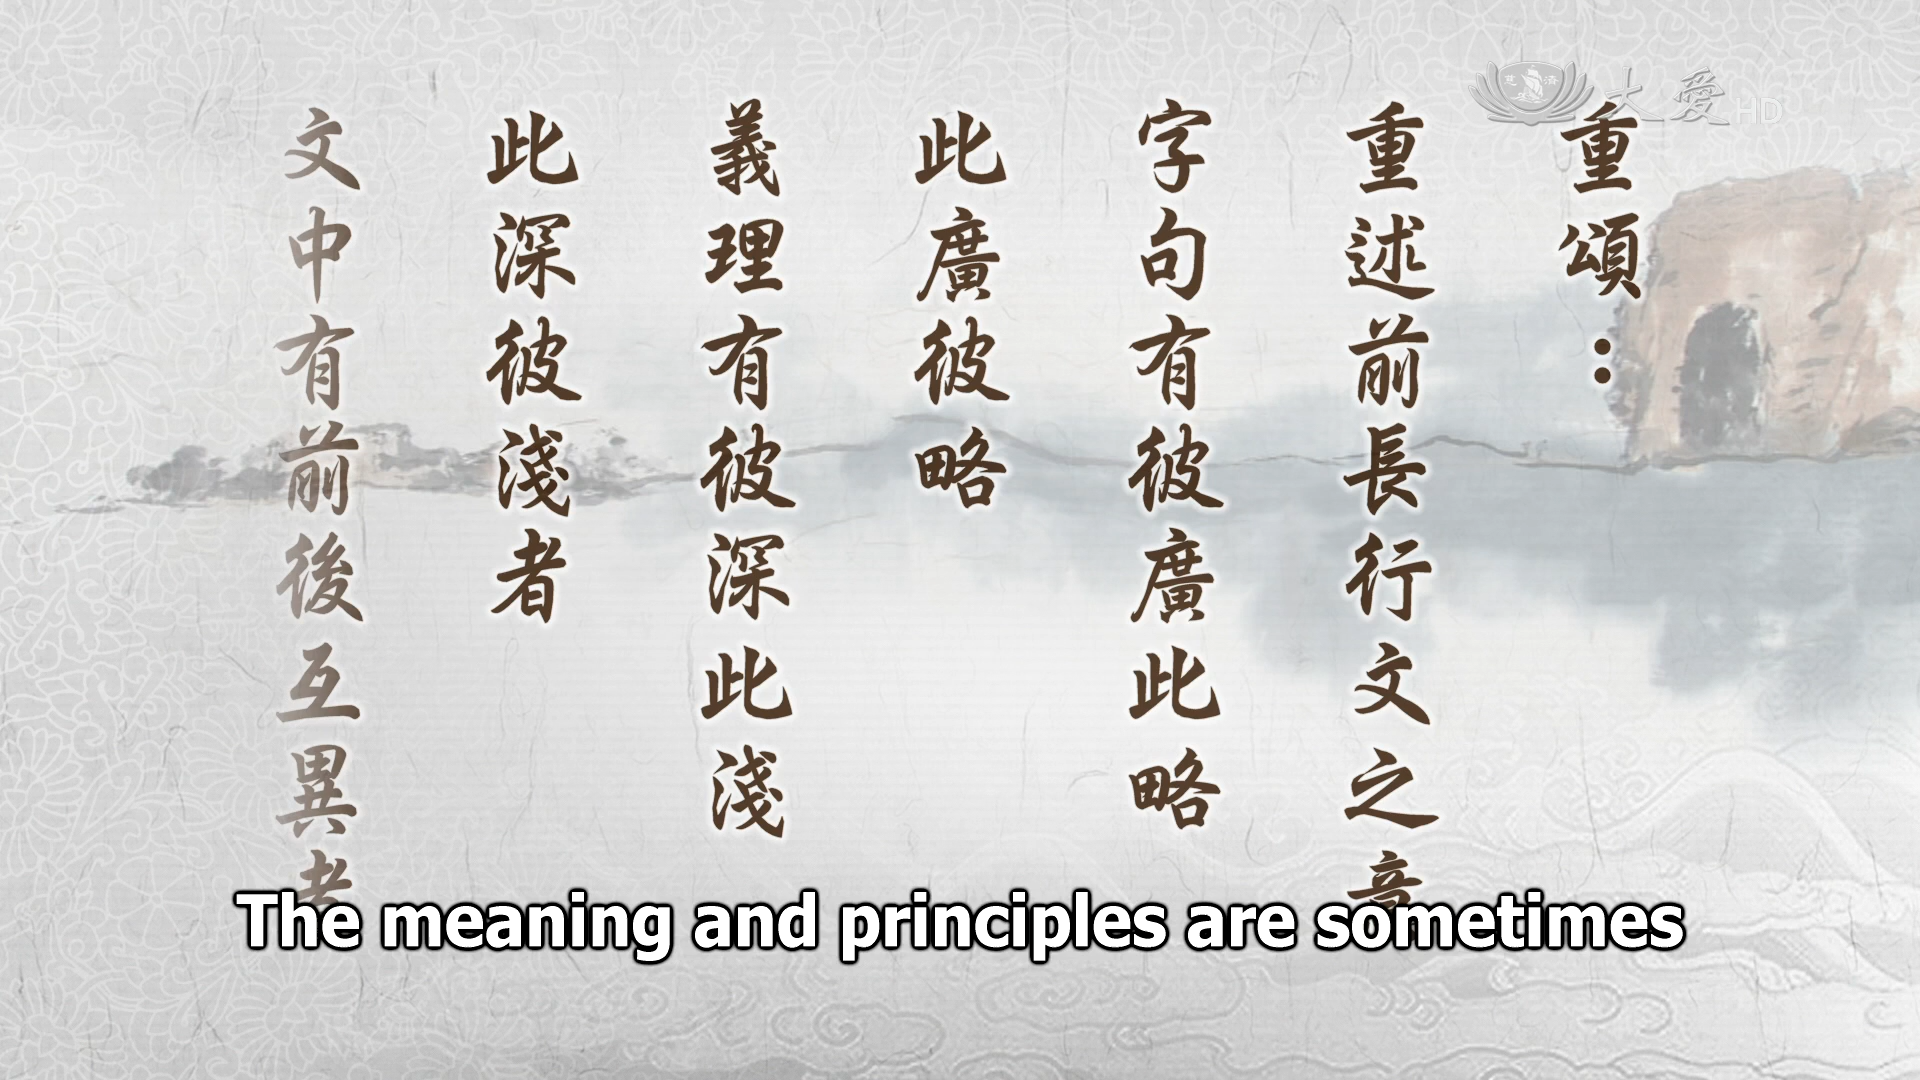 重頌：
重述前長行文之意
字句有彼廣此略
此廣彼略
義理有彼深此淺
此深彼淺者
文中有前後互異者
大愛HD
The meaning and principles are sometimes